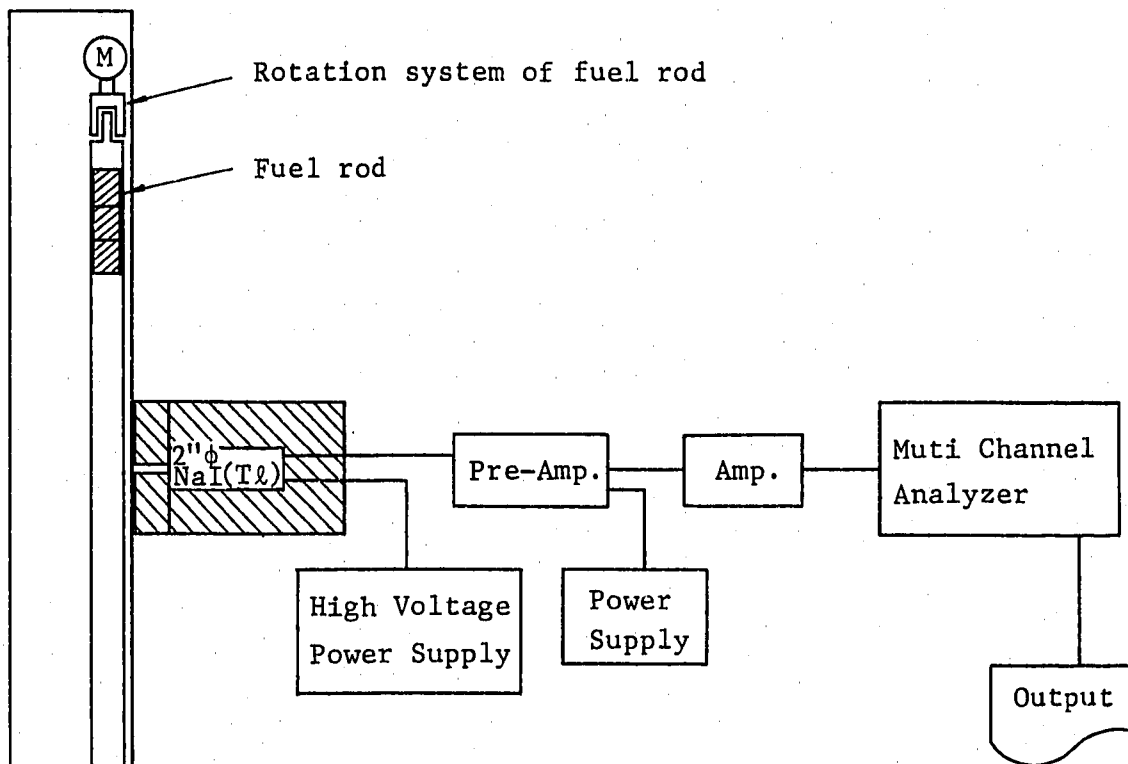 M
Rotation system of fuel rod
Fuel rod
2"φ
NaI(Tℓ)
Pre-Amp.
Amp.
Muti Channel
Analyzer
High Voltage
Power Supply
Power
Supply
Output